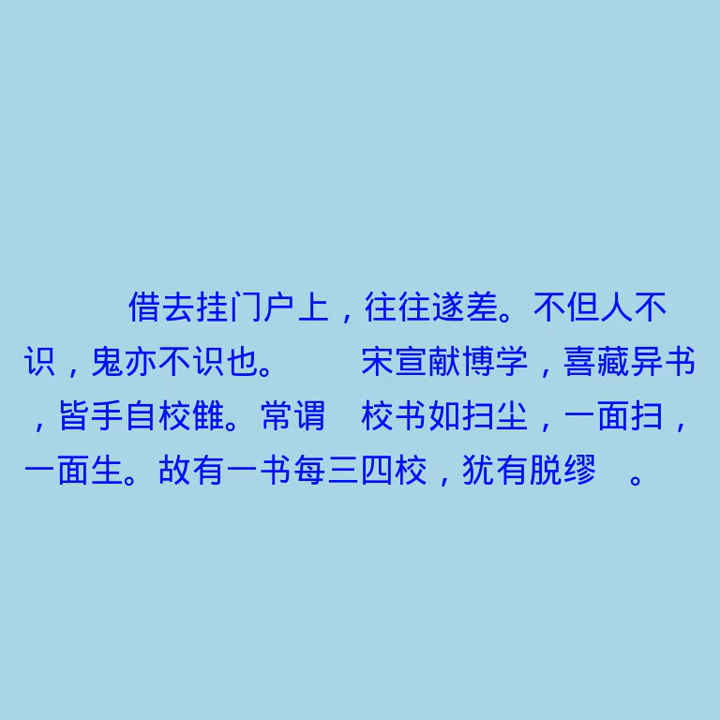 借去挂门户上，往往遂差。不但人不
识，鬼亦不识也。　　宋宣献博学，喜藏异书
，皆手自校雠。常谓　校书如扫尘，一面扫，
一面生。故有一书每三四校，犹有脱缪　。